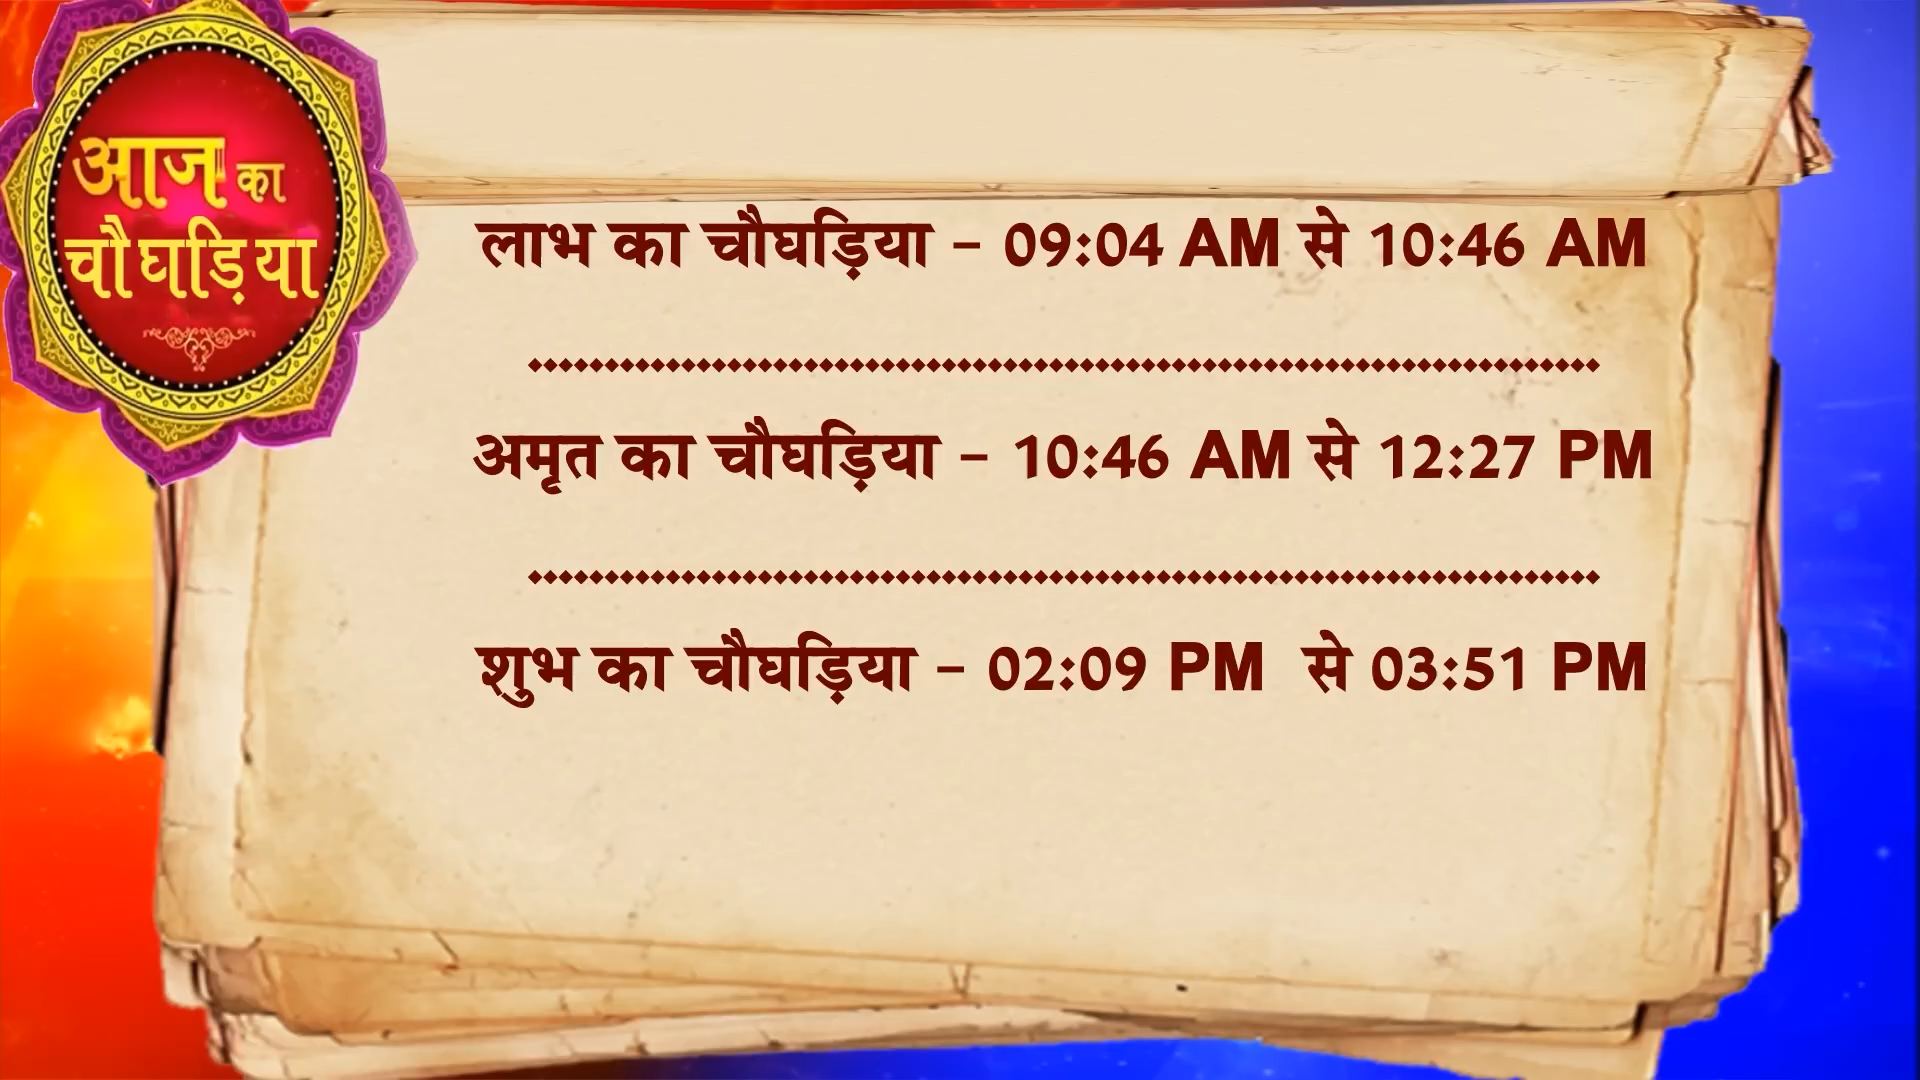 आज का
चौघड़िया
लाभ का चौघड़िया – 09:04 AM से 10:46 AM
अमृत का चौघड़िया – 10:46 AM से 12:27 PM
शुभ का चौघड़िया – 02:09 PM से 03:51 PM